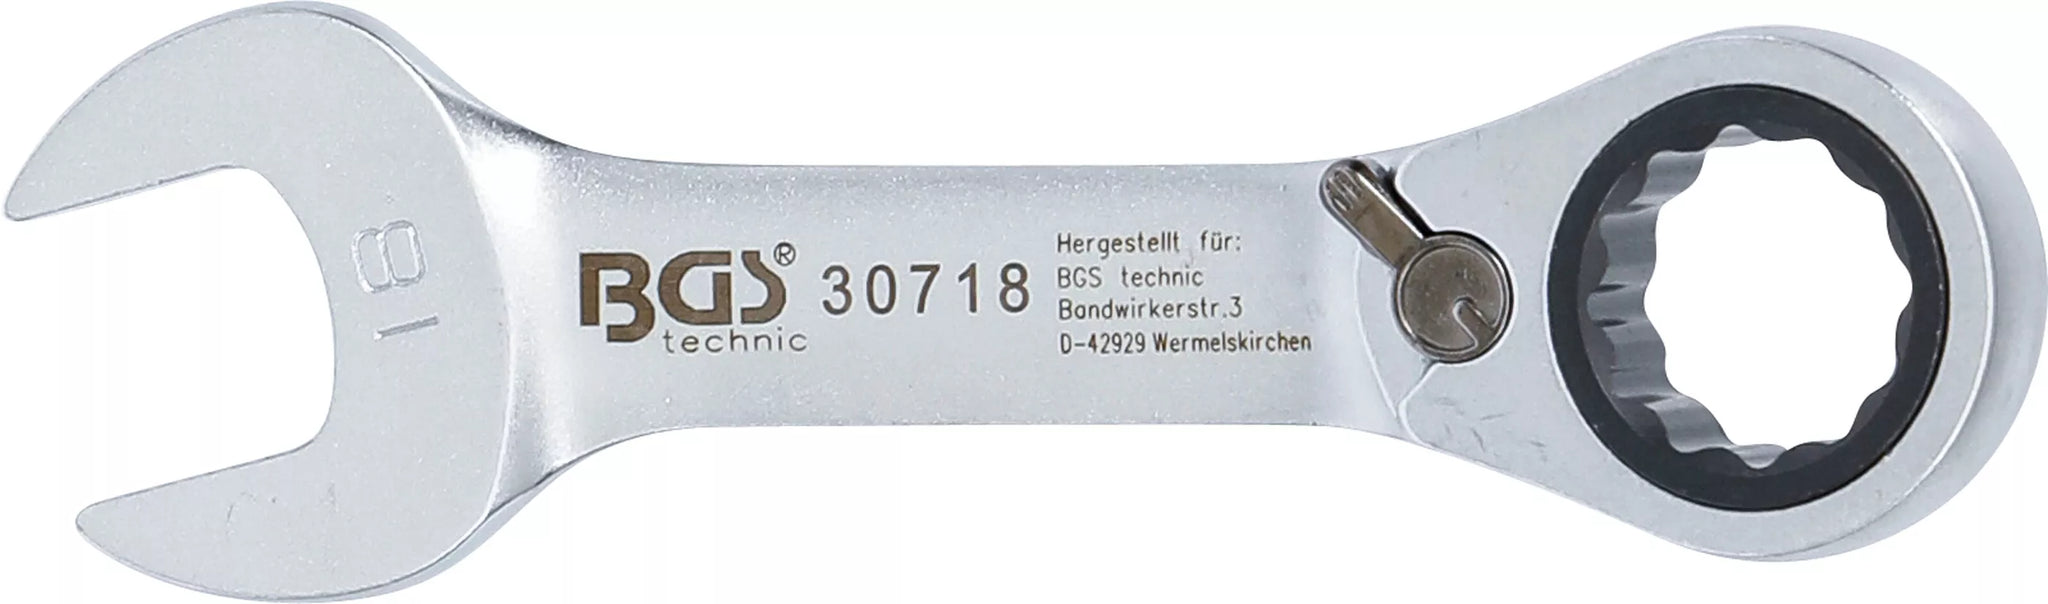 18
BGS®
technic
30718
Hergestellt für:
BGS technic
Bandwirkerstr.3
D-42929 Wermelskirchen